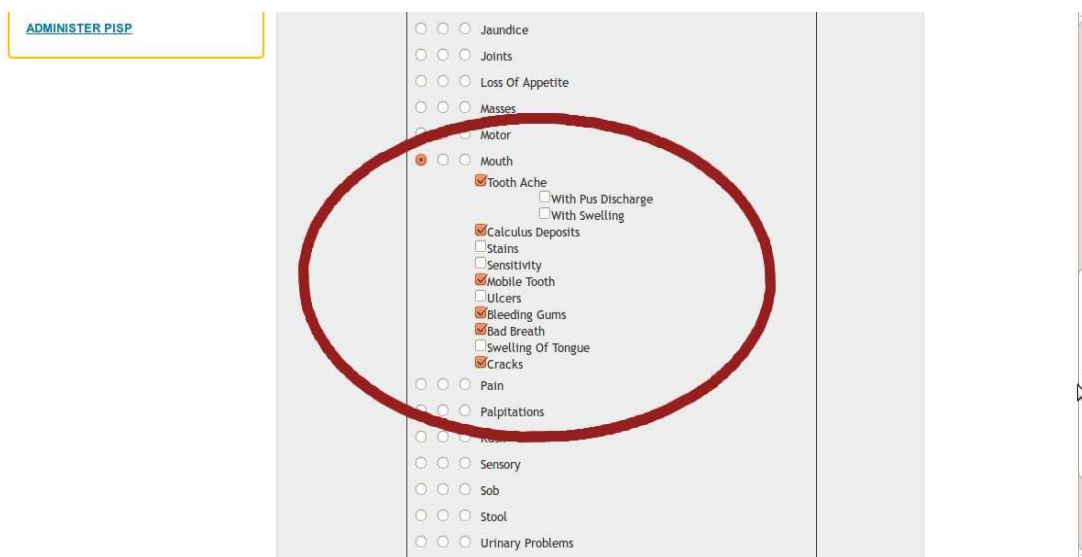 ADMINISTER PISP
Jaundice
Joints
Loss Of Appetite
Masses
Motor
Mouth
Tooth Ache
With Pus Discharge
With Swelling
Calculus Deposits
Stains
Sensitivity
Mobile Tooth
Ulcers
Bleeding Gums
Bad Breath
Swelling Of Tongue
Cracks
Pain
Palpitations
Sensory
Sob
Stool
Urinary Problems